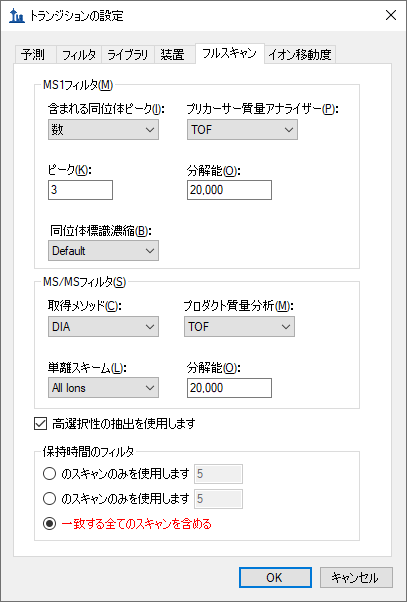 トランジションの設定
予測 フィルタ ライブラリ 装置 フルスキャン イオン移動度
MS1フィルタ(M)
含まれる同位体ピーク(I): プリカーサー質量アナライザー(P):
数 TOF
ピーク(K): 分解能(O):
3 20,000
同位体標識濃縮(B):
Default
MS/MSフィルタ(S)
取得メソッド(C): プロダクト質量分析(M):
DIA TOF
単離スキーム(L): 分解能(O):
All Ions 20,000
高選択性の抽出を使用します
保持時間のフィルタ
のスキャンのみを使用します 5
のスキャンのみを使用します 5
一致する全てのスキャンを含める
OK キャンセル